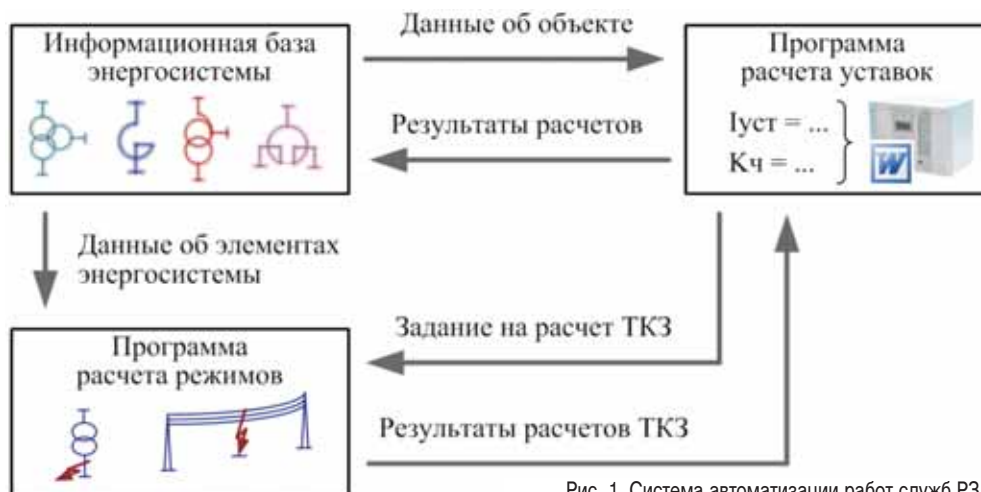 Информационная база
энергосистемы
Данные об объекте
Результаты расчетов
Программа
расчета уставок
Iуст = ...
Kч = ...
W
Данные об элементах
энергосистемы
Задание на расчет ТКЗ
Программа
расчета режимов
Результаты расчетов ТКЗ
Рис. 1. Система автоматизации работ служб РЗ